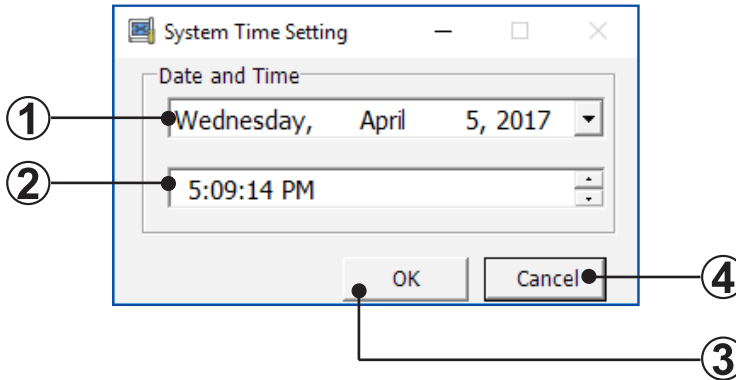 System Time Setting
Date and Time
1
Wednesday, April 5, 2017
2
5:09:14 PM
OK
Cancel
4
3